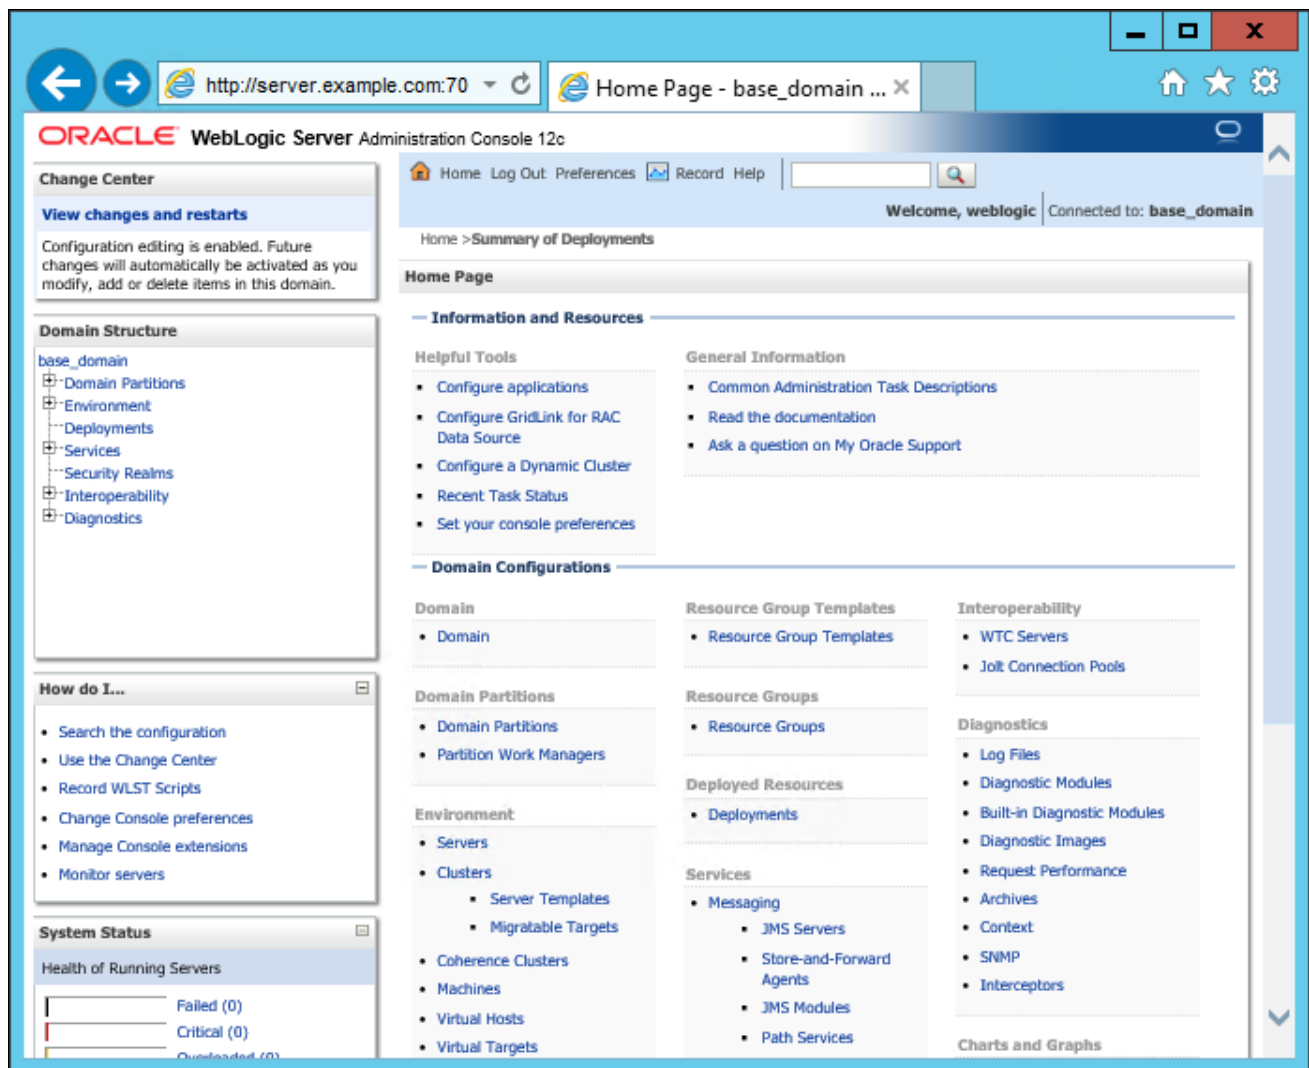 http://server.example.com:70
Home Page - base_domain ...
ORACLE WebLogic Server Administration Console 12c
Change Center
View changes and restarts
Configuration editing is enabled. Future
changes will automatically be activated as you
modify, add or delete items in this domain.
Domain Structure
base_domain
Domain Partitions
Environment
Deployments
Services
Security Realms
Interoperability
Diagnostics
How do I...
Search the configuration
Use the Change Center
Record WLST Scripts
Change Console preferences
Manage Console extensions
Monitor servers
System Status
Health of Running Servers
Failed (0)
Critical (0)
Overloaded (0)
Home Log Out Preferences Record Help
Welcome, weblogic Connected to: base_domain
Home >Summary of Deployments
Home Page
Information and Resources
Helpful Tools
Configure applications
Configure GridLink for RAC
Data Source
Configure a Dynamic Cluster
Recent Task Status
Set your console preferences
General Information
Common Administration Task Descriptions
Read the documentation
Ask a question on My Oracle Support
Domain Configurations
Domain
Domain
Domain Partitions
Domain Partitions
Partition Work Managers
Environment
Servers
Clusters
Server Templates
Migratable Targets
Coherence Clusters
Machines
Virtual Hosts
Virtual Targets
Resource Group Templates
Resource Group Templates
Resource Groups
Resource Groups
Deployed Resources
Deployments
Services
Messaging
JMS Servers
Store-and-Forward
Agents
JMS Modules
Path Services
Interoperability
WTC Servers
Jolt Connection Pools
Diagnostics
Log Files
Diagnostic Modules
Built-in Diagnostic Modules
Diagnostic Images
Request Performance
Archives
Context
SNMP
Interceptors
Charts and Graphs